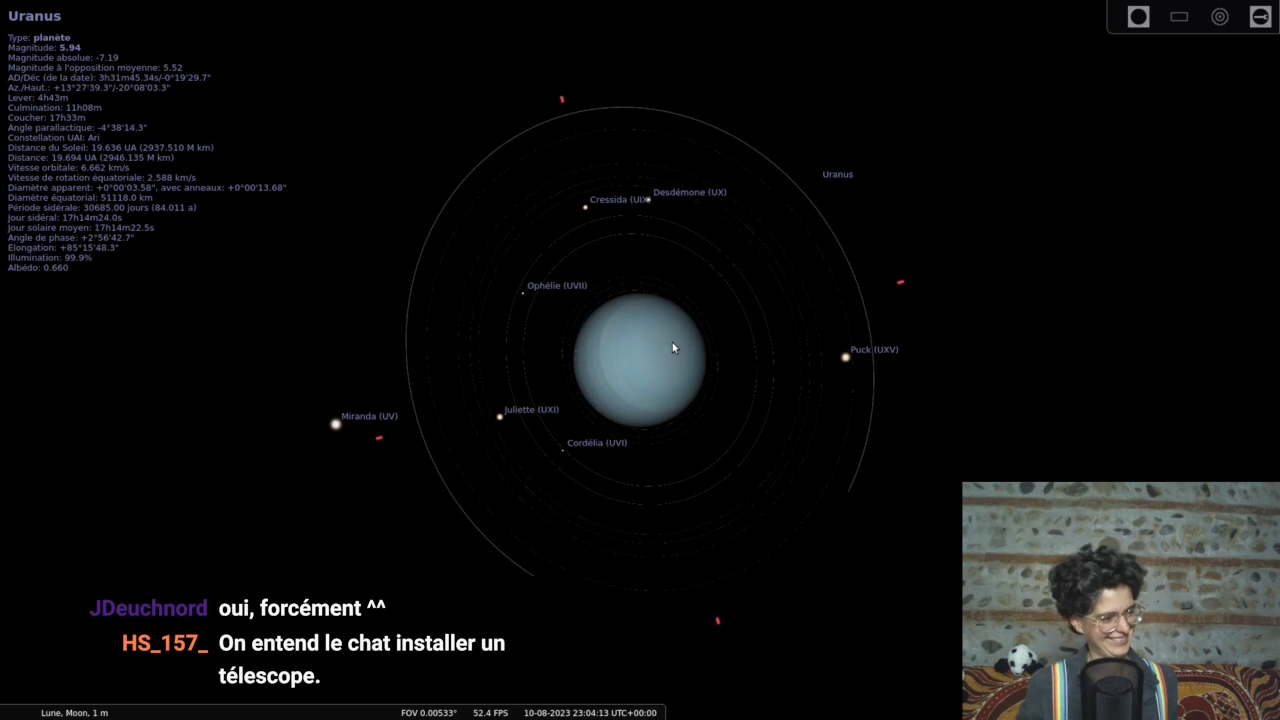 Uranus
Type: planète
Magnitude: 5.94
Magnitude absolue: -7.19
Magnitude à l'opposition moyenne: 5.52
AD/Déc (de la date): 3h31m45.34s/-0°19'29.7"
Az./Haut.: +13°27'39.3"/-20°08'03.3"
Lever: 4h43m
Culmination: 11h08m
Coucher: 17h33m
Angle parallactique: -4°38'14.3"
Constellation UAI: Ari
Distance du Soleil: 19.636 UA (2937.510 M km)
Distance: 19.694 UA (2946.135 M km)
Vitesse orbitale: 6.662 km/s
Vitesse de rotation équatoriale: 2.588 km/s
Diamètre apparent: +0°00'03.58", avec anneaux: +0°00'13.68"
Diamètre équatorial: 51118.0 km
Période sidérale: 30685.00 jours (84.011 a)
Jour sidéral: 17h14m24.0s
Jour solaire moyen: 17h14m22.5s
Angle de phase: +2°56'42.7"
Élongation: +85°15'48.3"
Illumination: 99.9%
Albédo: 0.660
Uranus
Desdémone (UX)
Cressida (UIX)
Ophélie (UVII)
Puck (UXV)
Juliette (UXI)
Miranda (UV)
Cordélia (UVI)
JDeuchnord oui, forcément ^^
HS_157_ On entend le chat installer un
télescope.
Lune, Moon, 1 m FOV 0.00533° 52.4 FPS 10-08-2023 23:04:13 UTC+00:00